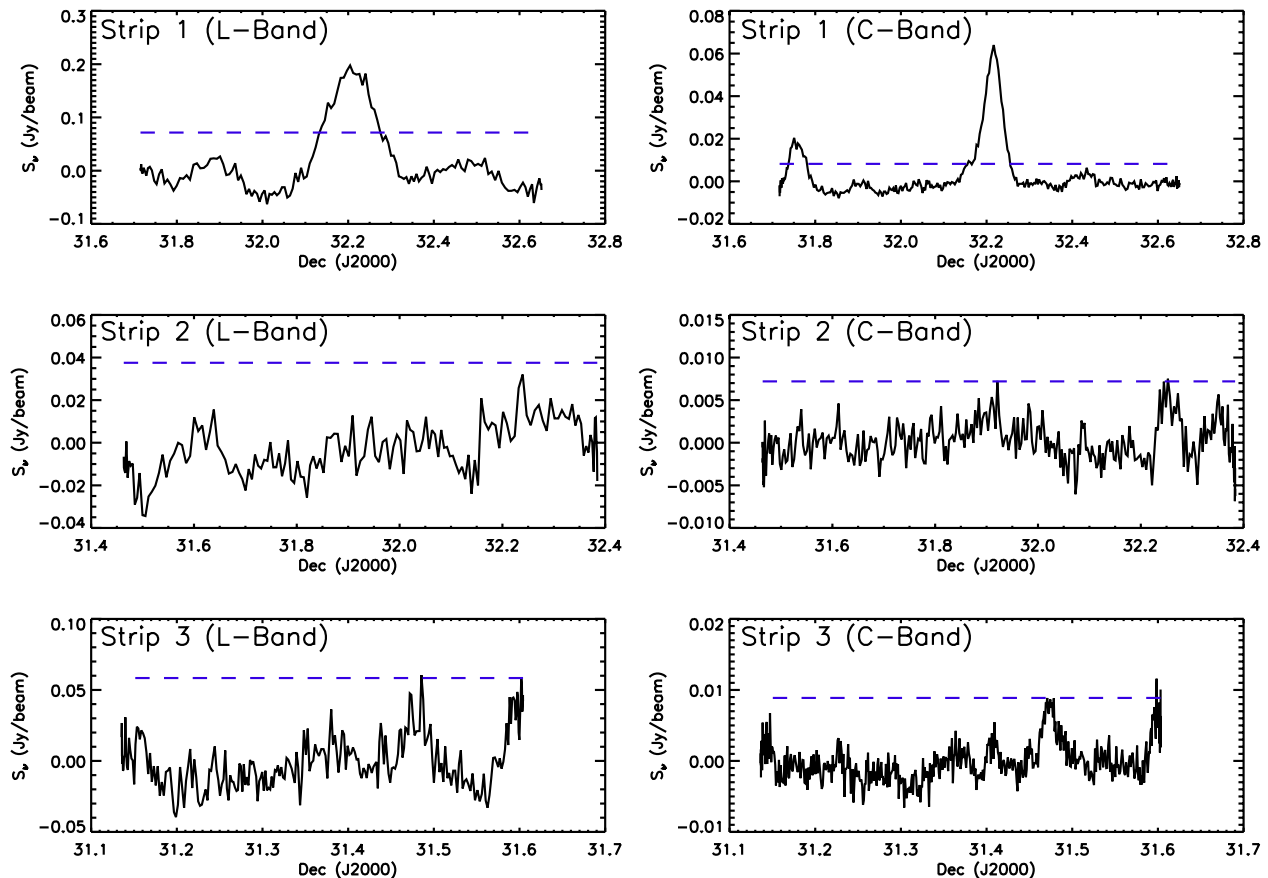 Strip 1 (L-Band)
0.3
0.2
0.1
0.0
-0.1
Sν (Jy/beam)
31.6 31.8 32.0 32.2 32.4 32.6 32.8
Dec (J2000)
Strip 1 (C-Band)
0.08
0.06
0.04
0.02
0.00
-0.02
Sν (Jy/beam)
31.6 31.8 32.0 32.2 32.4 32.6 32.8
Dec (J2000)
Strip 2 (L-Band)
0.06
0.04
0.02
0.00
-0.02
-0.04
Sν (Jy/beam)
31.4 31.6 31.8 32.0 32.2 32.4
Dec (J2000)
Strip 2 (C-Band)
0.015
0.010
0.005
0.000
-0.005
-0.010
Sν (Jy/beam)
31.4 31.6 31.8 32.0 32.2 32.4
Dec (J2000)
Strip 3 (L-Band)
0.10
0.05
0.00
-0.05
Sν (Jy/beam)
31.1 31.2 31.3 31.4 31.5 31.6 31.7
Dec (J2000)
Strip 3 (C-Band)
0.02
0.01
0.00
-0.01
Sν (Jy/beam)
31.1 31.2 31.3 31.4 31.5 31.6 31.7
Dec (J2000)